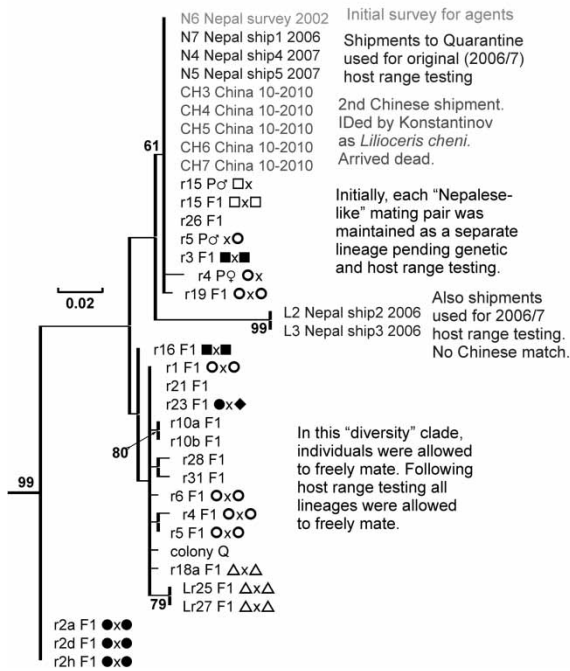 N6 Nepal survey 2002
Initial survey for agents
N7 Nepal ship1 2006
N4 Nepal ship4 2007
N5 Nepal ship5 2007
Shipments to Quarantine
used for original (2006/7)
host range testing
CH3 China 10-2010
CH4 China 10-2010
CH5 China 10-2010
CH6 China 10-2010
CH7 China 10-2010
2nd Chinese shipment.
IDed by Konstantinov
as Lilioceris cheni.
Arrived dead.
61
r15 P♂ □x
r15 F1 □x□
r26 F1
r5 P♂ x○
r3 F1 ■x■
r4 P♀ ○x
r19 F1 ○x○
Initially, each “Nepalese-
like” mating pair was
maintained as a separate
lineage pending genetic
and host range testing.
0.02
L2 Nepal ship2 2006
99 L3 Nepal ship3 2006
Also shipments
used for 2006/7
host range testing.
No Chinese match.
r16 F1 ■x■
r1 F1 ○x○
r21 F1
r23 F1 ●x◆
r10a F1
r10b F1
80
r28 F1
r31 F1
r6 F1 ○x○
r4 F1 ○x○
r5 F1 ○x○
colony Q
r18a F1 △x△
Lr25 F1 △x△
79 Lr27 F1 △x△
In this “diversity” clade,
individuals were allowed
to freely mate. Following
host range testing all
lineages were allowed
to freely mate.
99
r2a F1 ●x●
r2d F1 ●x●
r2h F1 ●x●